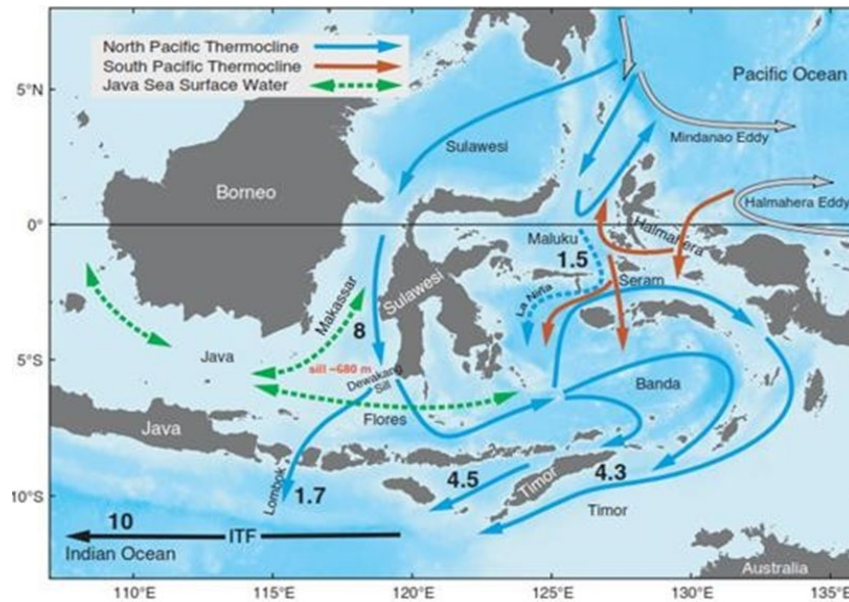 North Pacific Thermocline
South Pacific Thermocline
Java Sea Surface Water
Pacific Ocean
5°N
Sulawesi
Mindanao Eddy
Borneo
Halmahera Eddy
0°
Maluku
Halmahera
1.5
Seram
Makassar
Sulawesi
La Niña
8
Java
5°S
sill ~680 m
Dewakang
Sill
Banda
Flores
Java
4.5
4.3
Timor
Lombok
1.7
10°S
Timor
10
ITF
Indian Ocean
Australia
110°E
115°E
120°E
125°E
130°E
135°E